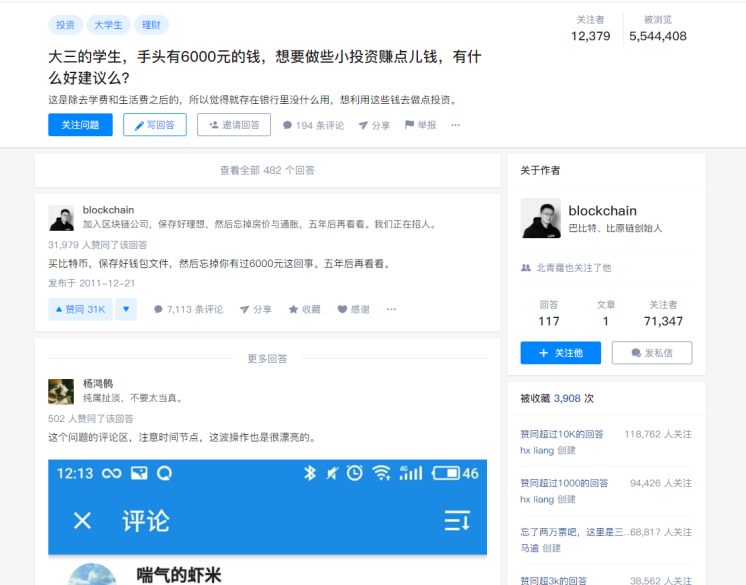 投资 大学生 理财
关注者 被浏览
12,379 5,544,408
大三的学生，手头有6000元的钱，想要做些小投资赚点儿钱，有什
么好建议么?
这是除去学费和生活费之后的，所以觉得就存在银行里没什么用，想利用这些钱去做点投资。
关注问题 写回答 邀请回答 194 条评论 分享 举报 ···
查看全部 482 个回答
blockchain
加入区块链公司，保存好理想，然后忘掉房价与通胀，五年后再看看。我们正在招人。
31,979 人赞同了该回答
买比特币，保存好钱包文件，然后忘掉你有过6000元这回事。五年后再看看。
发布于 2011-12-21
赞同 31K 7,113 条评论 分享 收藏 感谢 ···
更多回答
杨鸿鹄
纯属扯淡，不要太当真。
502 人赞同了该回答
这个问题的评论区，注意时间节点，这波操作也是很漂亮的。
12:13 4G 46
评论
喘气的虾米
关于作者
blockchain
巴比特、比原链创始人
北青蘿也关注了他
回答 文章 关注者
117 1 71,347
关注他 发私信
被收藏 3,908 次
赞同超过10K的回答 118,762 人关注
hx liang 创建
赞同超过1000的回答 94,426 人关注
hx liang 创建
忘了两万票吧，这里是三... 68,817 人关注
马谕 创建
赞同超3k的回答 38,562 人关注